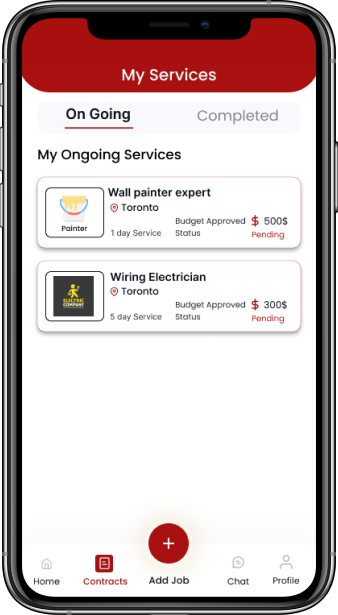 My Services
On Going
Completed
My Ongoing Services
Wall painter expert
Toronto
Painter
1 day Service
Budget Approved
$ 500$
Status
Pending
Wiring Electrician
Toronto
ELECTRIC
COMPANY
5 day Service
Budget Approved
$ 300$
Status
Pending
Home
Contracts
+
Add Job
Chat
Profile